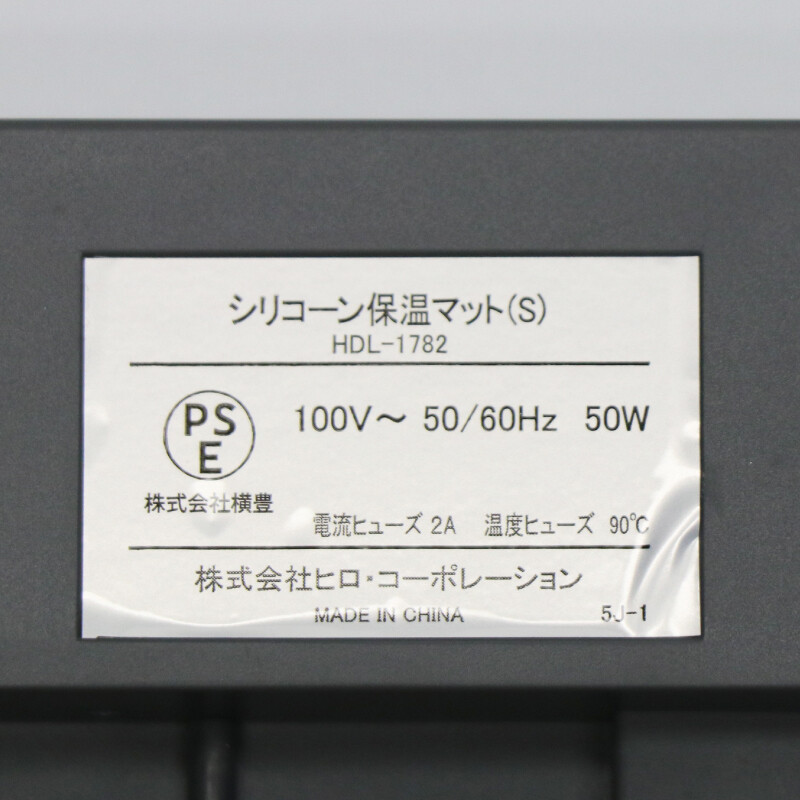 シリコーン保温マット(S)
HDL-1782
PS
E
100V～ 50/60Hz 50W
株式会社横豊
電流ヒューズ 2A 温度ヒューズ 90℃
株式会社ヒロ・コーポレーション
MADE IN CHINA 5J-1